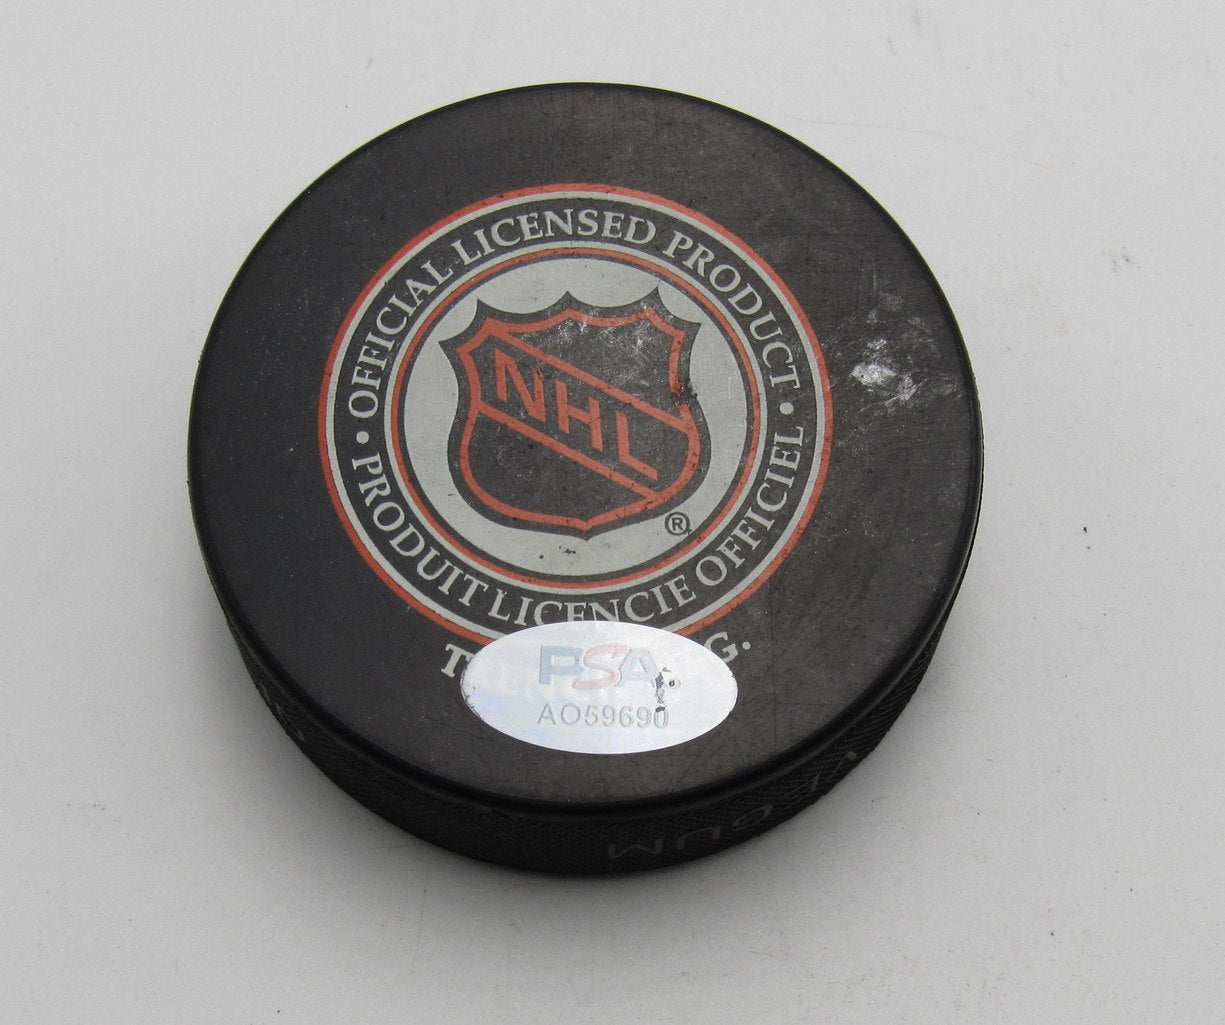 • OFFICIAL LICENSED PRODUCT •
NHL
®
PRODUIT LICENCIE OFFICIEL
PSA
AO59690